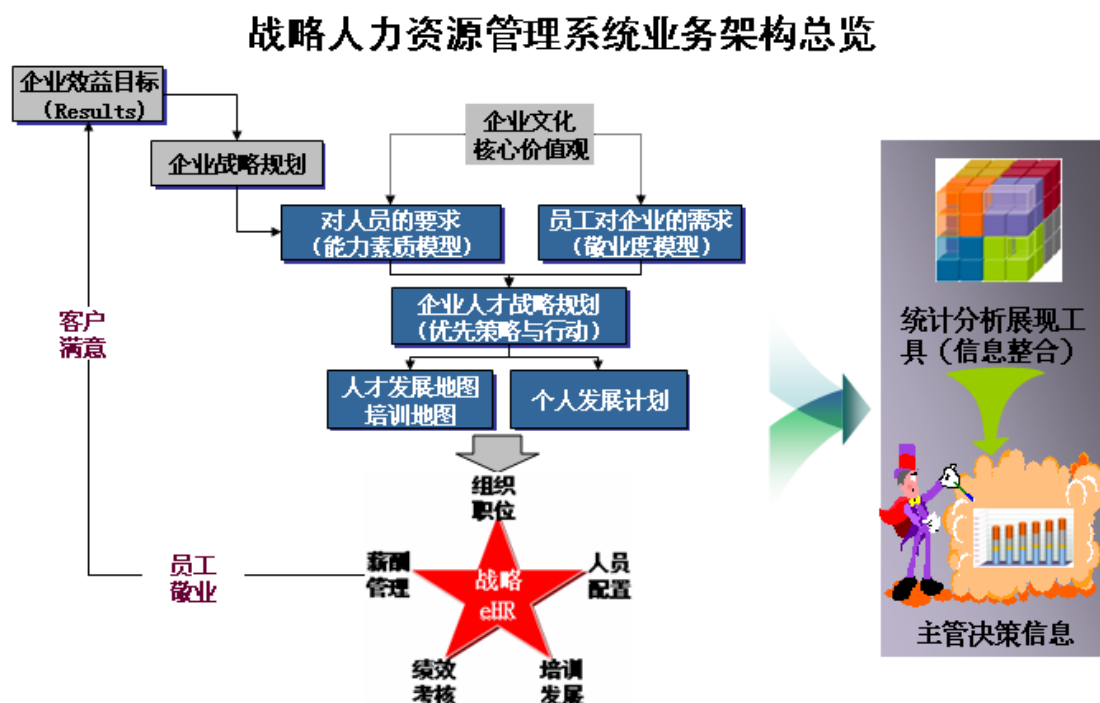 战略人力资源管理系统业务架构总览
企业效益目标
(Results)
企业战略规划
企业文化
核心价值观
对人员的要求
(能力素质模型)
员工对企业的需求
(敬业度模型)
企业人才战略规划
(优先策略与行动)
人才发展地图
培训地图
个人发展计划
客户
满意
员工
敬业
组织
职位
薪酬
管理
人员
配置
战略
eHR
绩效
考核
培训
发展
统计分析展现工
具（信息整合）
主管决策信息